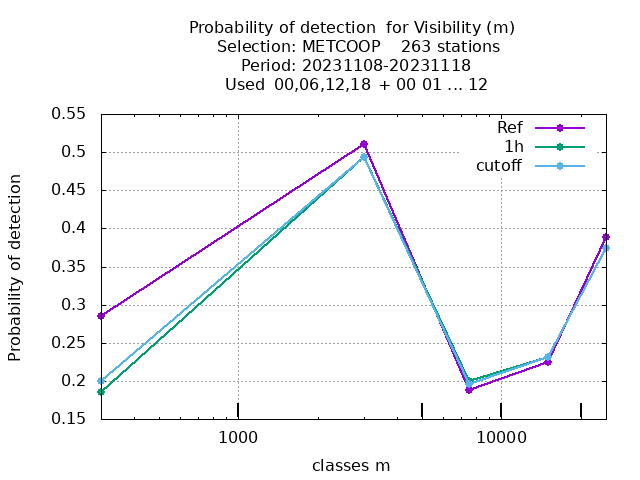 Probability of detection  for Visibility (m)
Selection: METCOOP    263 stations
Period: 20231108-20231118
Used  00,06,12,18 + 00 01 ... 12
Ref
1h
cutoff
0.55
0.5
0.45
0.4
0.35
0.3
0.25
0.2
0.15
Probability of detection
1000
10000
classes m